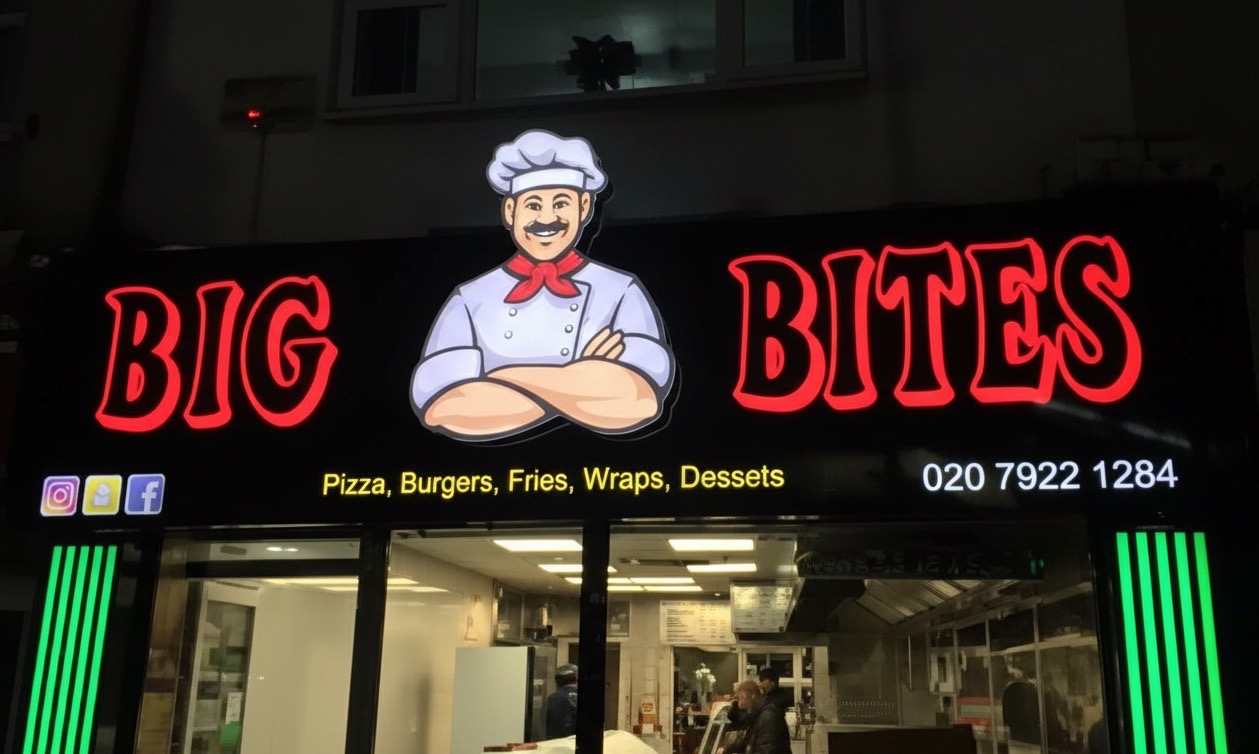 BIG BITES
Pizza, Burgers, Fries, Wraps, Dessets
020 7922 1284